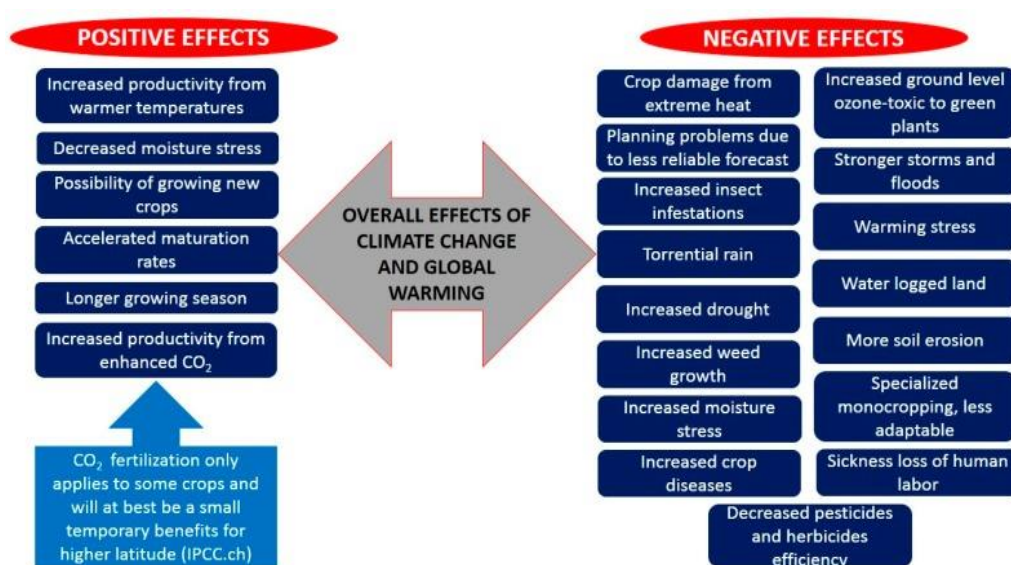 POSITIVE EFFECTS
Increased productivity from
warmer temperatures
Decreased moisture stress
Possibility of growing new
crops
Accelerated maturation
rates
Longer growing season
Increased productivity from
enhanced CO₂
CO₂ fertilization only
applies to some crops and
will at best be a small
temporary benefits for
higher latitude (IPCC.ch)
OVERALL EFFECTS OF
CLIMATE CHANGE
AND GLOBAL
WARMING
NEGATIVE EFFECTS
Crop damage from
extreme heat
Planning problems due
to less reliable forecast
Increased insect
infestations
Torrential rain
Increased drought
Increased weed
growth
Increased moisture
stress
Increased crop
diseases
Increased ground level
ozone-toxic to green
plants
Stronger storms and
floods
Warming stress
Water logged land
More soil erosion
Specialized
monocropping, less
adaptable
Sickness loss of human
labor
Decreased pesticides
and herbicides
efficiency